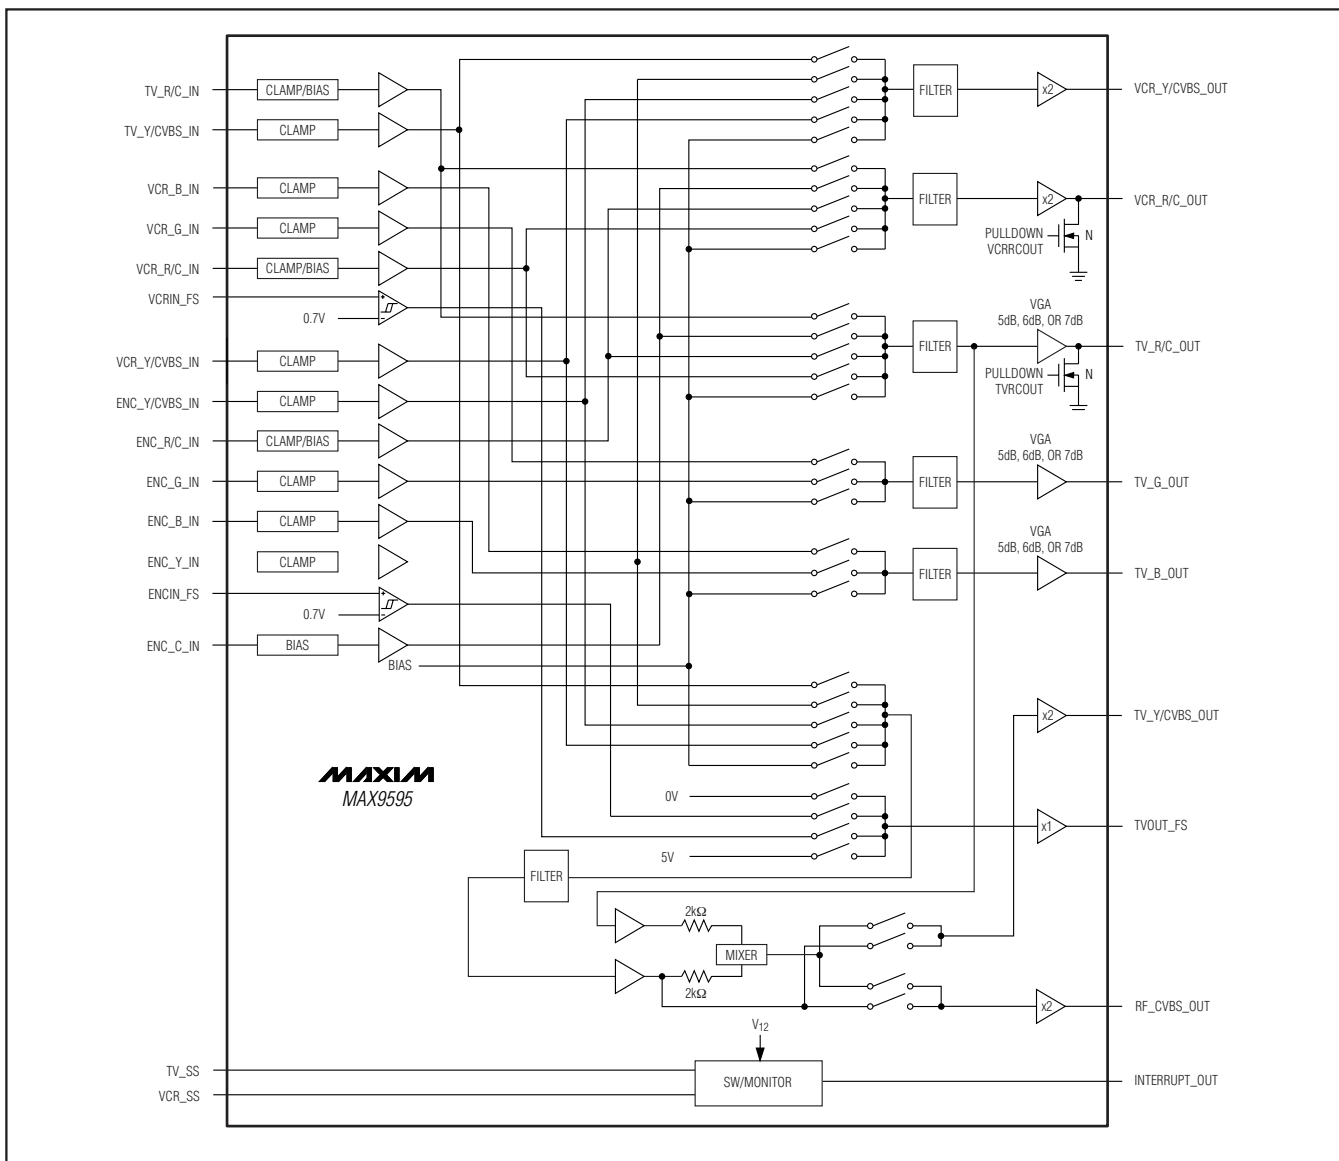 TV_R/C_IN
CLAMP/BIAS
TV_Y/CVBS_IN
CLAMP
VCR_B_IN
CLAMP
VCR_G_IN
CLAMP
VCR_R/C_IN
CLAMP/BIAS
VCRIN_FS
+
0.7V
−
VCR_Y/CVBS_IN
CLAMP
ENC_Y/CVBS_IN
CLAMP
ENC_R/C_IN
CLAMP/BIAS
ENC_G_IN
CLAMP
ENC_B_IN
CLAMP
ENC_Y_IN
CLAMP
ENCIN_FS
+
0.7V
−
ENC_C_IN
BIAS
BIAS
FILTER
x2
VCR_Y/CVBS_OUT
FILTER
x2
VCR_R/C_OUT
PULLDOWN
VCRRCOUT
N
VGA
5dB, 6dB, OR 7dB
FILTER
TV_R/C_OUT
PULLDOWN
TVRCOUT
N
VGA
5dB, 6dB, OR 7dB
FILTER
TV_G_OUT
VGA
5dB, 6dB, OR 7dB
FILTER
TV_B_OUT
x2
TV_Y/CVBS_OUT
MAXIM
MAX9595
0V
5V
x1
TVOUT_FS
FILTER
2kΩ
MIXER
2kΩ
x2
RF_CVBS_OUT
V12
TV_SS
VCR_SS
SW/MONITOR
INTERRUPT_OUT